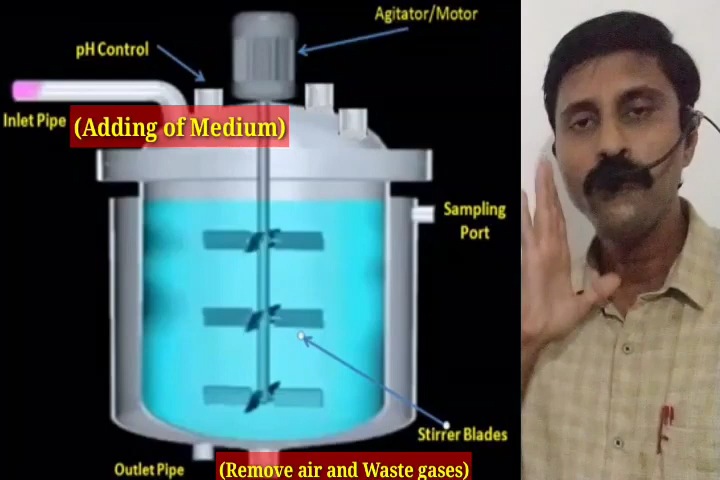 Agitator/Motor
pH Control
Inlet Pipe
(Adding of Medium)
Sampling
Port
Stirrer Blades
Outlet Pipe
(Remove air and Waste gases)